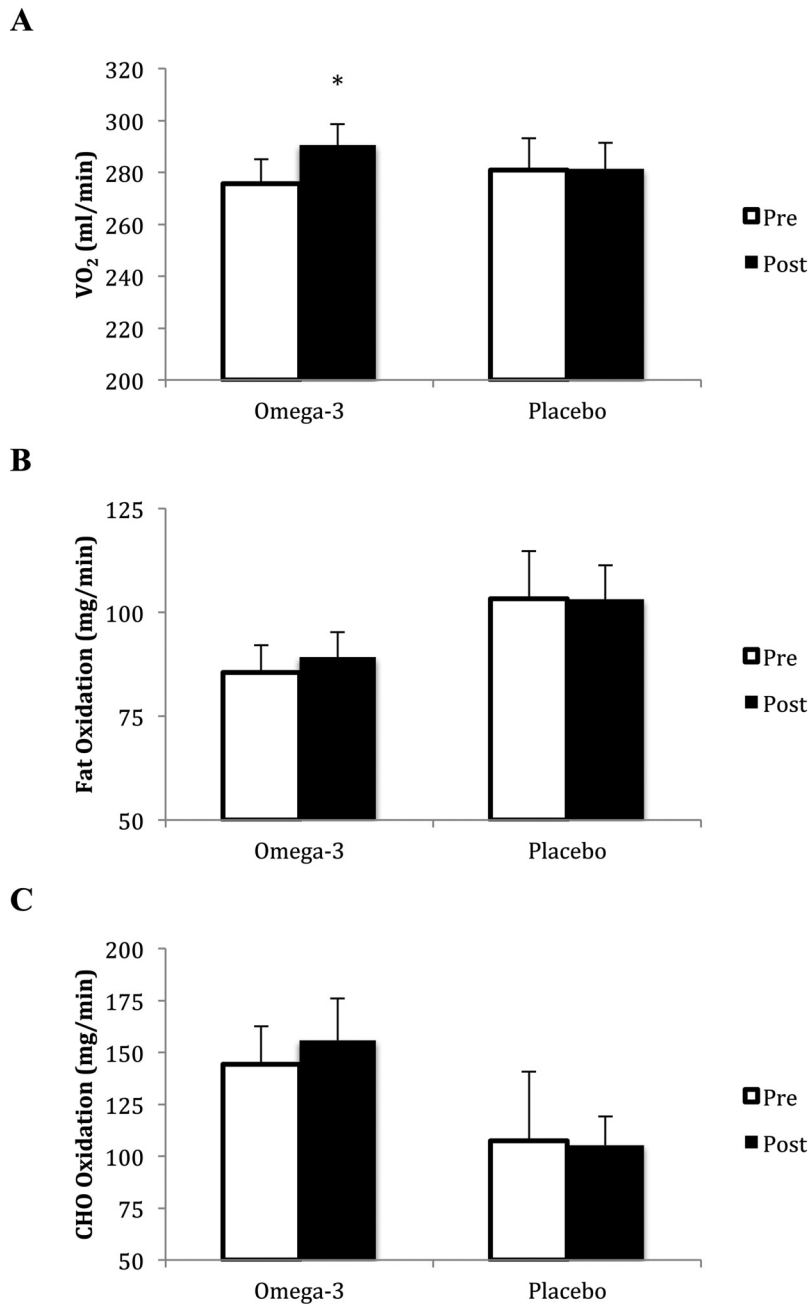 A
VO₂ (ml/min)
320
300
280
260
240
220
200
*
Omega-3
Placebo
Pre
Post
B
Fat Oxidation (mg/min)
125
100
75
50
Omega-3
Placebo
Pre
Post
C
CHO Oxidation (mg/min)
200
175
150
125
100
75
50
Omega-3
Placebo
Pre
Post